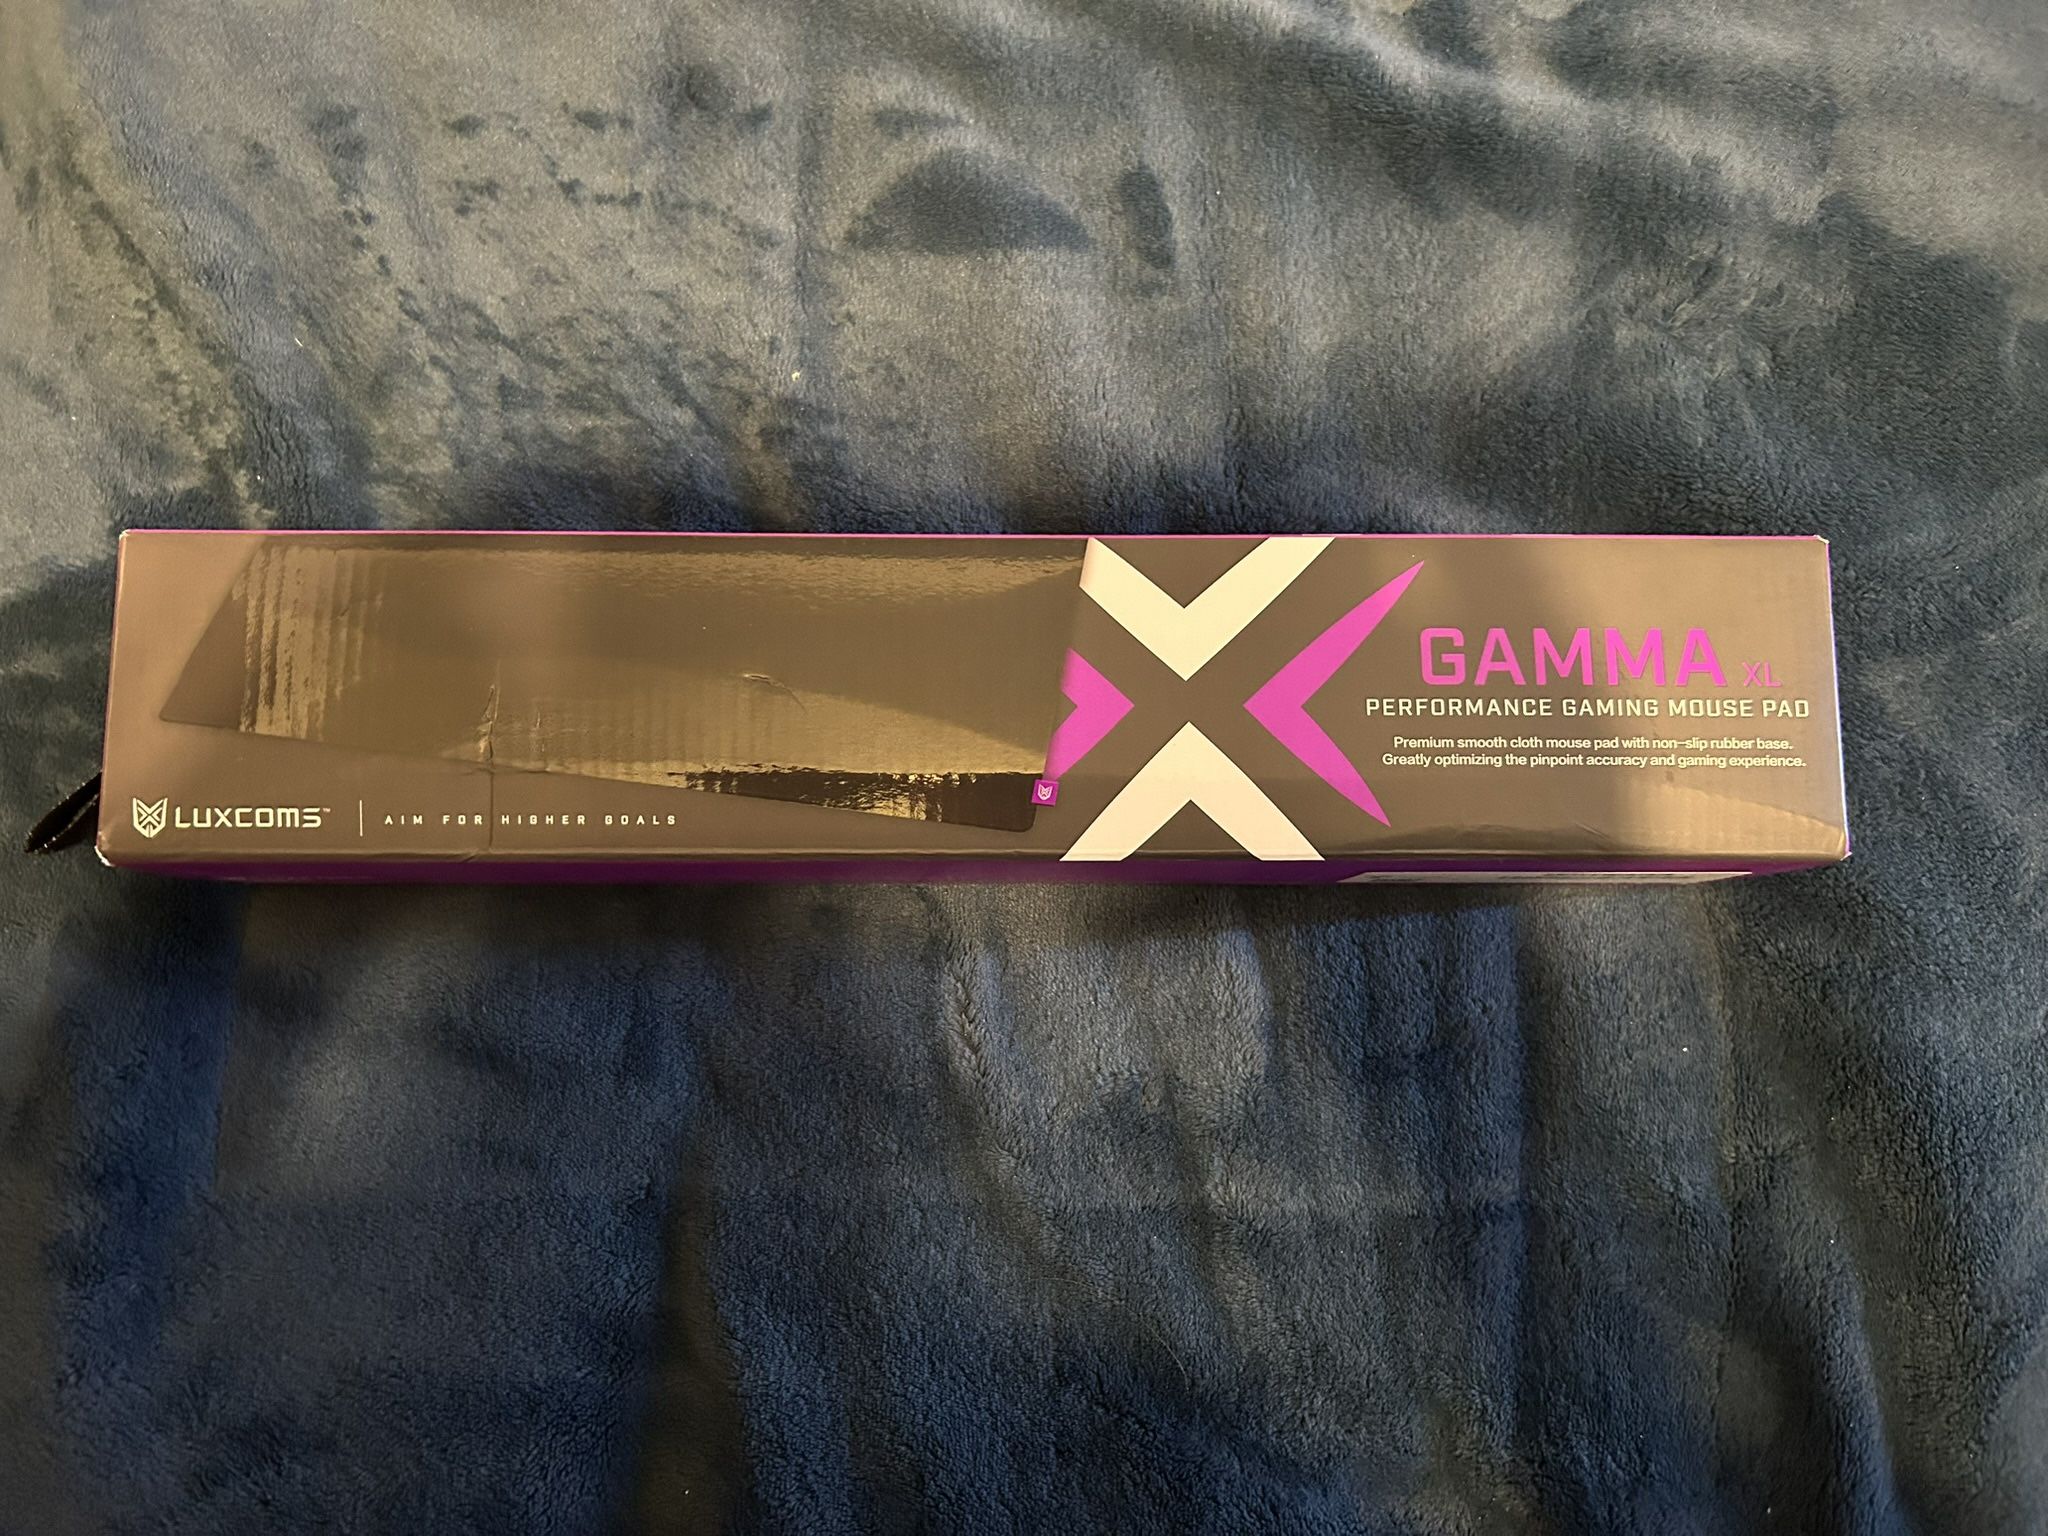 GAMMA XL
PERFORMANCE GAMING MOUSE PAD
Premium smooth cloth mouse pad with non-slip rubber base.
Greatly optimizing the pinpoint accuracy and gaming experience.
LUXCOMS™ | AIM FOR HIGHER GOALS